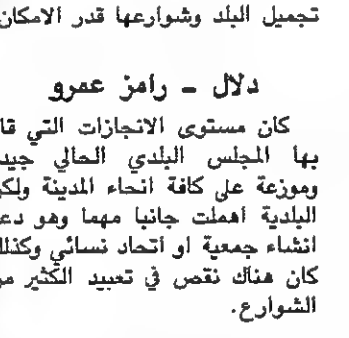 تجميل البلد وشوارعها قدر الامكان
دلال - رامز عمرو
كان مستوى الانجازات التي قا
بها المجلس البلدي الحالي جيد
وموزعة على كافة انحاء المدينة ولكن
البلدية اهملت جانبا مهما وهو دع
انشاء جمعية او اتحاد نسائي وكذلك
كان هناك نقص في تعبيد الكثير من
الشوارع.